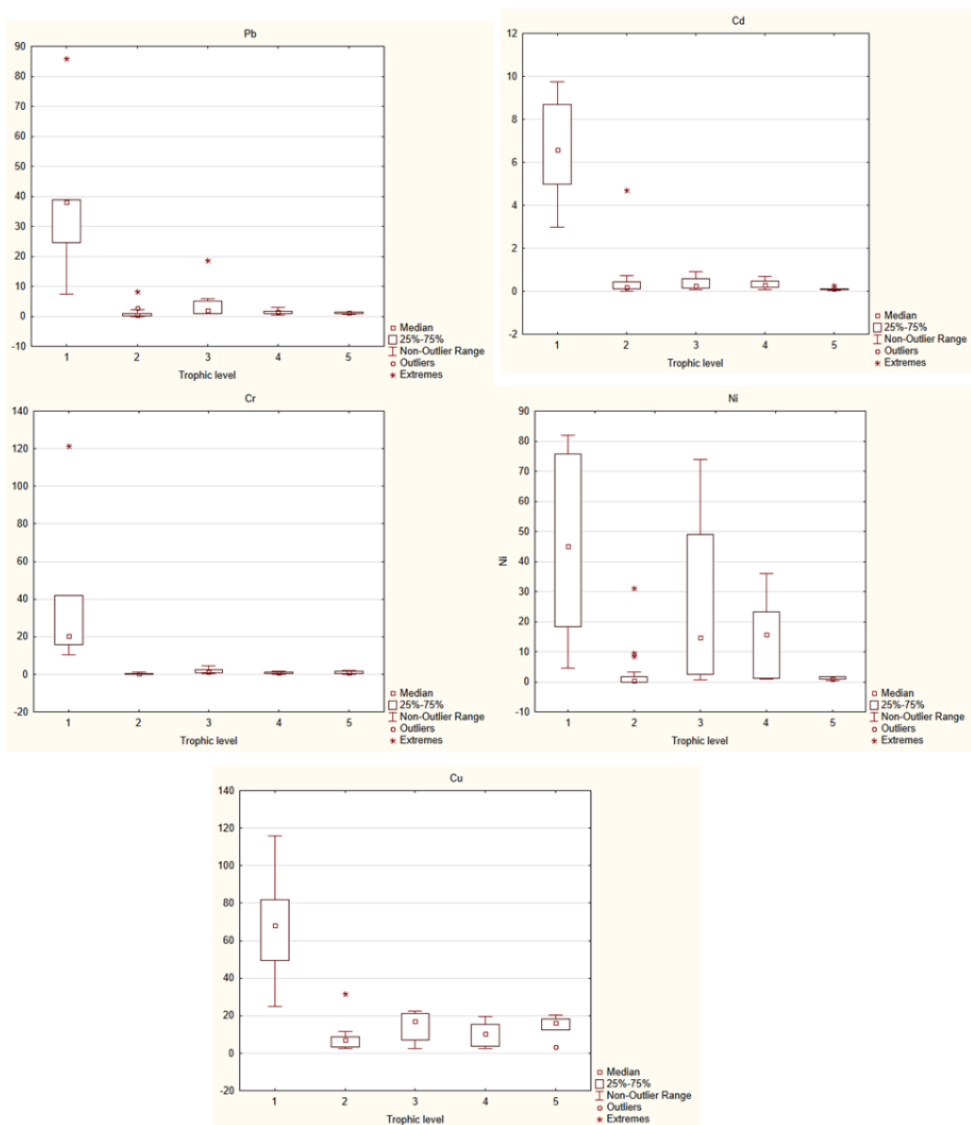 Pb
90
80
70
60
50
40
30
20
10
0
-10
1 2 3 4 5
Trophic level
Median
25%-75%
Non-Outlier Range
Outliers
Extremes
Cd
12
10
8
6
4
2
0
-2
1 2 3 4 5
Trophic level
Median
25%-75%
Non-Outlier Range
Outliers
Extremes
Cr
140
120
100
80
60
40
20
0
-20
1 2 3 4 5
Trophic level
Median
25%-75%
Non-Outlier Range
Outliers
Extremes
Ni
Ni
90
80
70
60
50
40
30
20
10
0
-10
1 2 3 4 5
Trophic level
Median
25%-75%
Non-Outlier Range
Outliers
Extremes
Cu
140
120
100
80
60
40
20
0
-20
1 2 3 4 5
Trophic level
Median
25%-75%
Non-Outlier Range
Outliers
Extremes